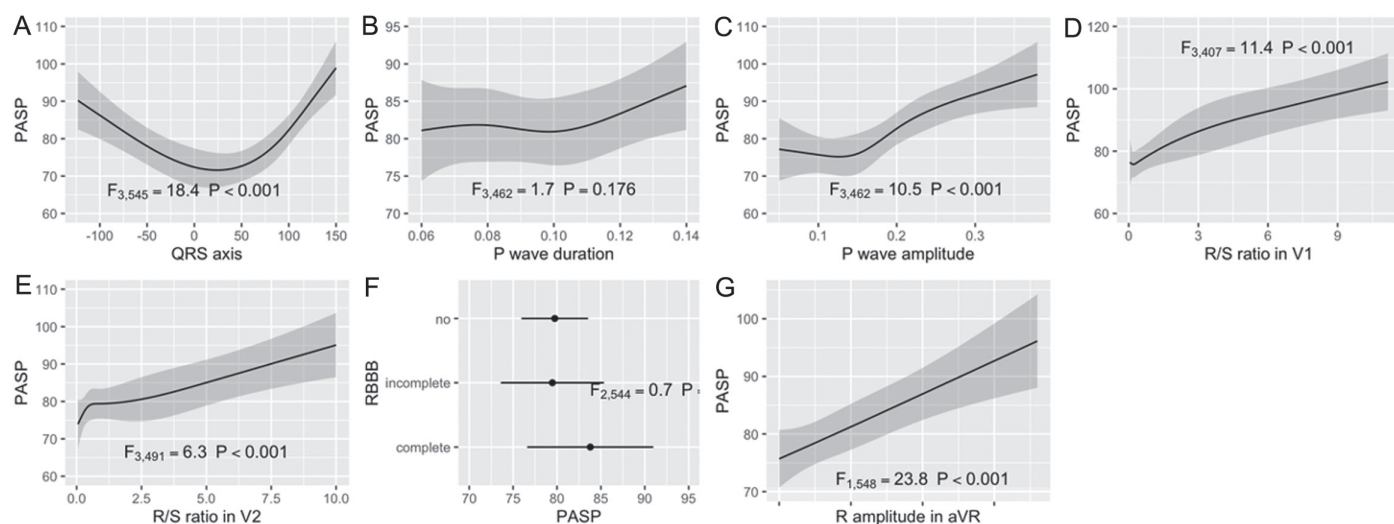 A
110
100
90
80
70
60
PASP
F3,545 = 18.4 P < 0.001
-100 -50 0 50 100 150
QRS axis
B
95
90
85
80
75
70
PASP
F3,462 = 1.7 P = 0.176
0.06 0.08 0.10 0.12 0.14
P wave duration
C
110
100
90
80
70
60
PASP
F3,462 = 10.5 P < 0.001
0.1 0.2 0.3
P wave amplitude
D
120
100
80
60
PASP
F3,407 = 11.4 P < 0.001
0 3 6 9
R/S ratio in V1
E
110
100
90
80
70
60
PASP
F3,491 = 6.3 P < 0.001
0.0 2.5 5.0 7.5 10.0
R/S ratio in V2
F
no
incomplete
complete
RBBB
F2,544 = 0.7 P =
70 75 80 85 90 95
PASP
G
100
90
80
70
PASP
F1,548 = 23.8 P < 0.001
R amplitude in aVR